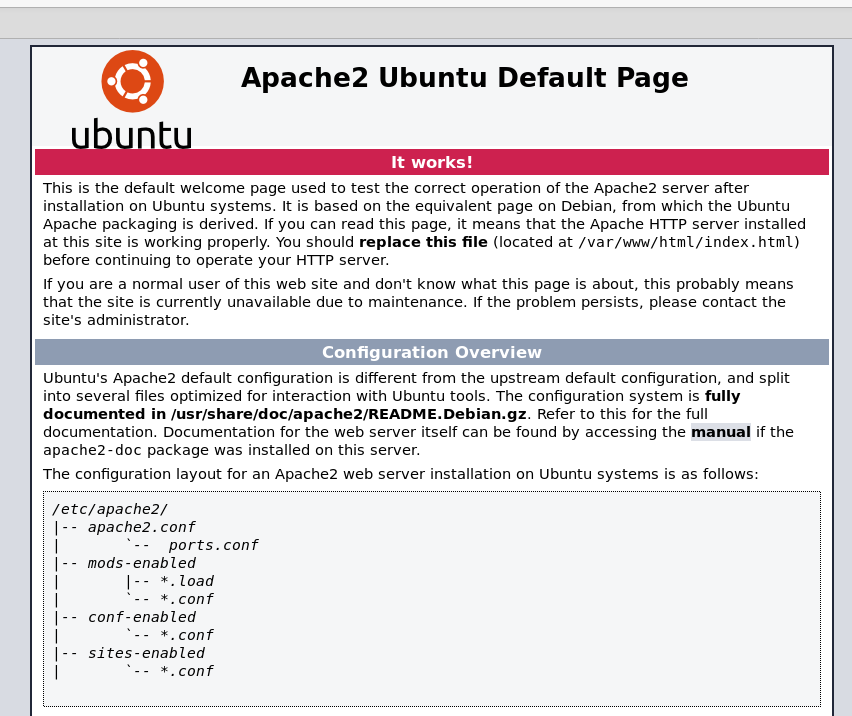 ubuntu
Apache2 Ubuntu Default Page
It works!
This is the default welcome page used to test the correct operation of the Apache2 server after
installation on Ubuntu systems. It is based on the equivalent page on Debian, from which the Ubuntu
Apache packaging is derived. If you can read this page, it means that the Apache HTTP server installed
at this site is working properly. You should replace this file (located at /var/www/html/index.html)
before continuing to operate your HTTP server.
If you are a normal user of this web site and don't know what this page is about, this probably means
that the site is currently unavailable due to maintenance. If the problem persists, please contact the
site's administrator.
Configuration Overview
Ubuntu's Apache2 default configuration is different from the upstream default configuration, and split
into several files optimized for interaction with Ubuntu tools. The configuration system is fully
documented in /usr/share/doc/apache2/README.Debian.gz. Refer to this for the full
documentation. Documentation for the web server itself can be found by accessing the manual if the
apache2-doc package was installed on this server.
The configuration layout for an Apache2 web server installation on Ubuntu systems is as follows:
/etc/apache2/
|-- apache2.conf
|       `--  ports.conf
|-- mods-enabled
|       |-- *.load
|       `-- *.conf
|-- conf-enabled
|       `-- *.conf
|-- sites-enabled
|       `-- *.conf